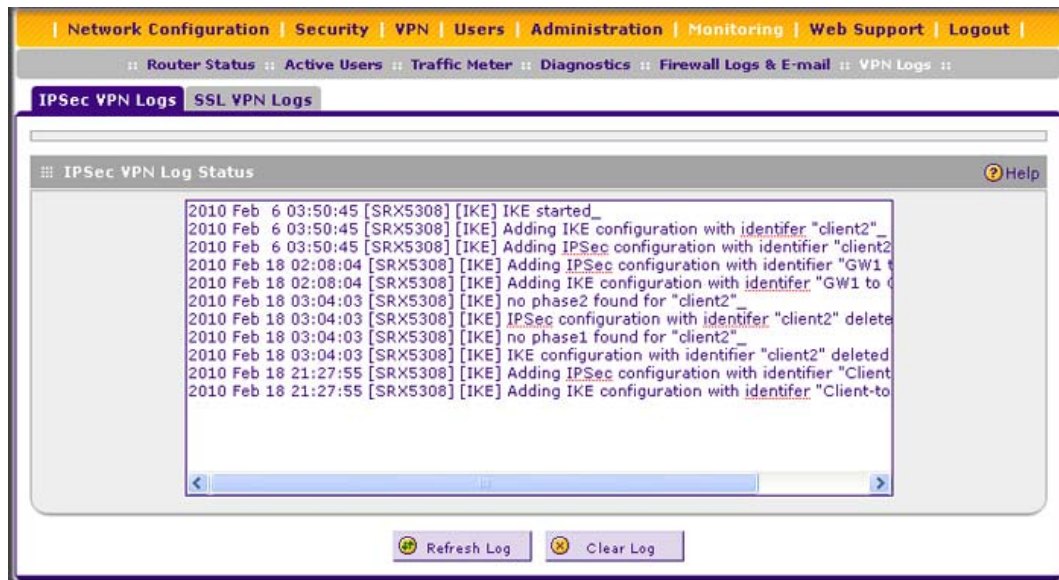 | Network Configuration | Security | VPN | Users | Administration | Monitoring | Web Support | Logout |
:: Router Status :: Active Users :: Traffic Meter :: Diagnostics :: Firewall Logs & E-mail :: VPN Logs ::
IPSec VPN Logs SSL VPN Logs
IPSec VPN Log Status Help
2010 Feb 6 03:50:45 [SRX5308] [IKE] IKE started_
2010 Feb 6 03:50:45 [SRX5308] [IKE] Adding IKE configuration with identifer "client2"_
2010 Feb 6 03:50:45 [SRX5308] [IKE] Adding IPSec configuration with identifier "client2
2010 Feb 18 02:08:04 [SRX5308] [IKE] Adding IPSec configuration with identifier "GW1 t
2010 Feb 18 02:08:04 [SRX5308] [IKE] Adding IKE configuration with identifer "GW1 to
2010 Feb 18 03:04:03 [SRX5308] [IKE] no phase2 found for "client2"_
2010 Feb 18 03:04:03 [SRX5308] [IKE] IPSec configuration with identifer "client2" delete
2010 Feb 18 03:04:03 [SRX5308] [IKE] no phase1 found for "client2"_
2010 Feb 18 03:04:03 [SRX5308] [IKE] IKE configuration with identifier "client2" deleted
2010 Feb 18 21:27:55 [SRX5308] [IKE] Adding IPSec configuration with identifier "Client
2010 Feb 18 21:27:55 [SRX5308] [IKE] Adding IKE configuration with identifer "Client-to
Refresh Log Clear Log